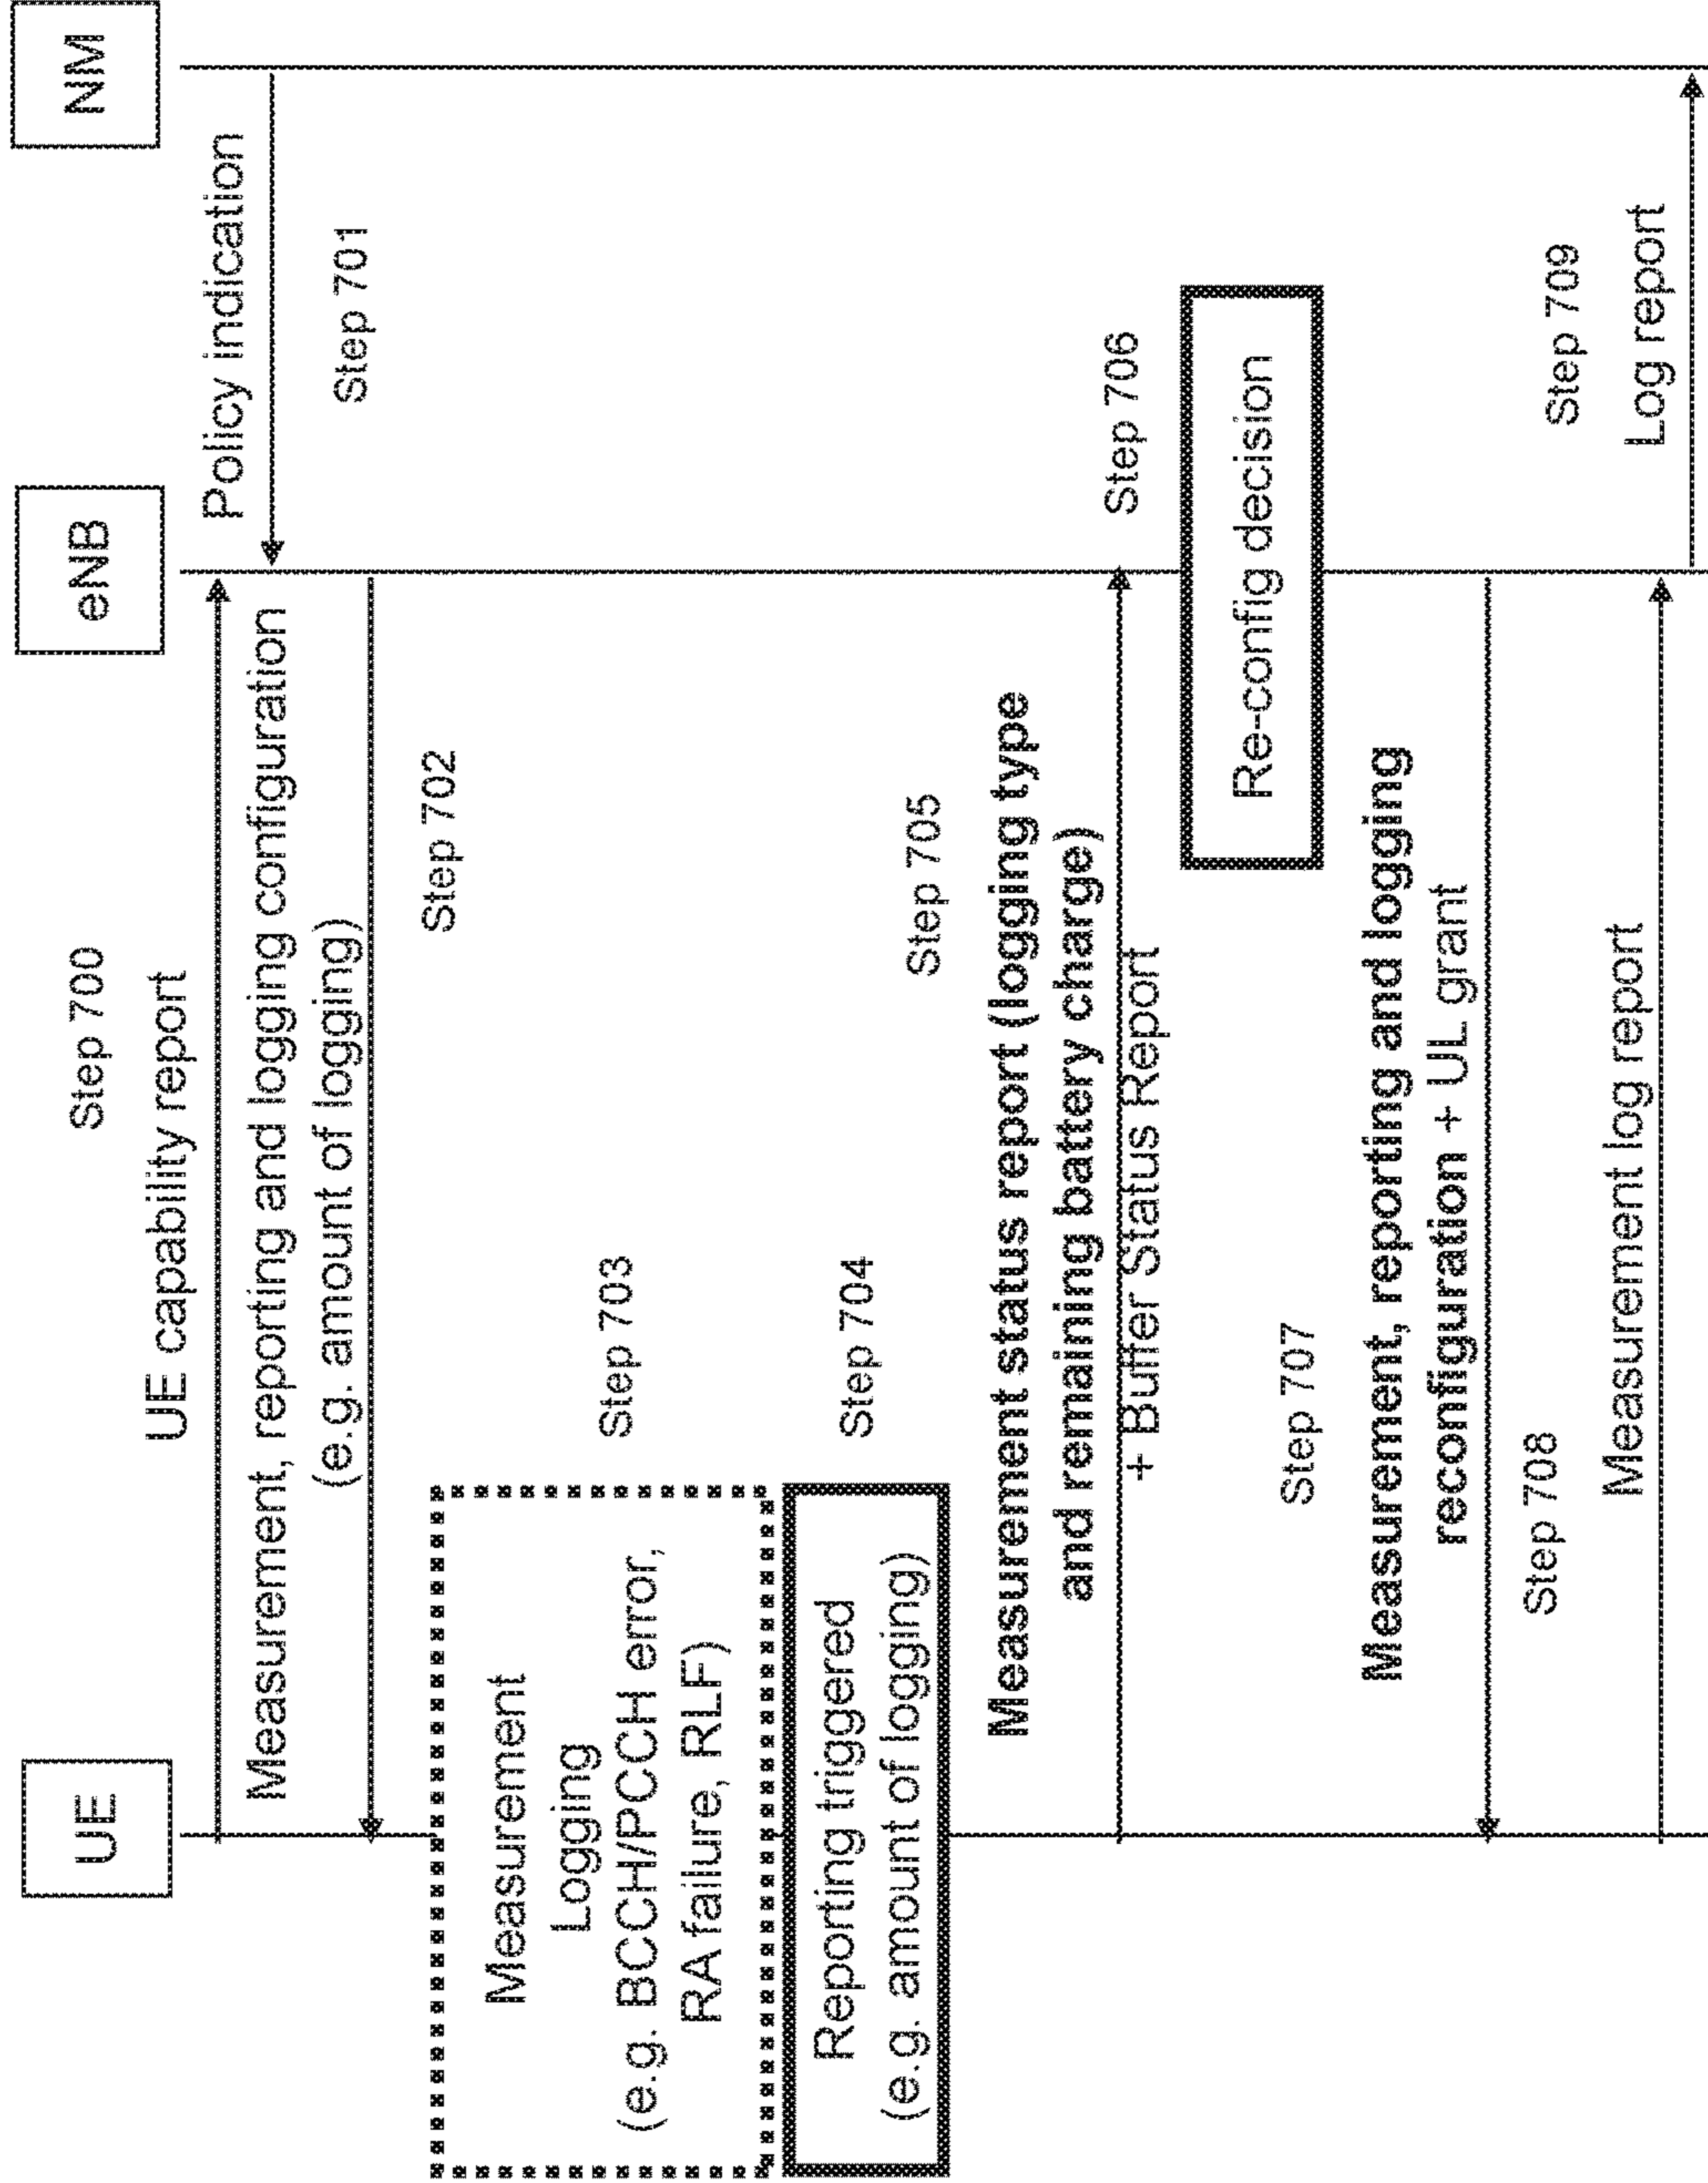 UE
eNB
NM
Step 700
UE capability report
Policy indication
Step 701
Measurement, reporting and logging configuration
(e.g. amount of logging)
Step 702
Measurement
Logging
(e.g. BCCH/PCCH error,
RA failure, RLF)
Step 703
Reporting triggered
(e.g. amount of logging)
Step 704
Step 705
Measurement status report (logging type
and remaining battery charge)
+ Buffer Status Report
Step 706
Re-config decision
Step 707
Measurement, reporting and logging
reconfiguration + UL grant
Step 708
Measurement log report
Step 709
Log report